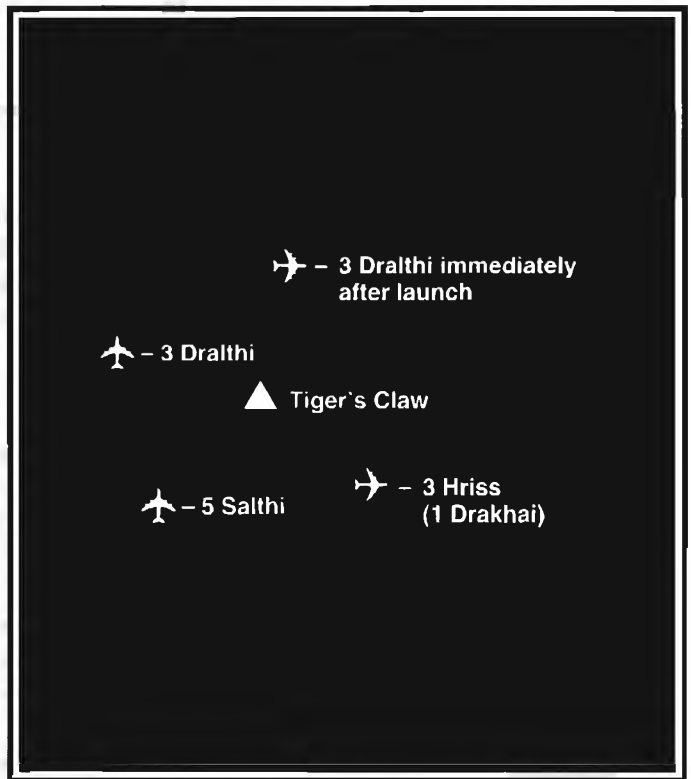 – 3 Dralthi immediately
after launch
– 3 Dralthi
Tiger's Claw
– 3 Hriss
(1 Drakhai)
– 5 Salthi